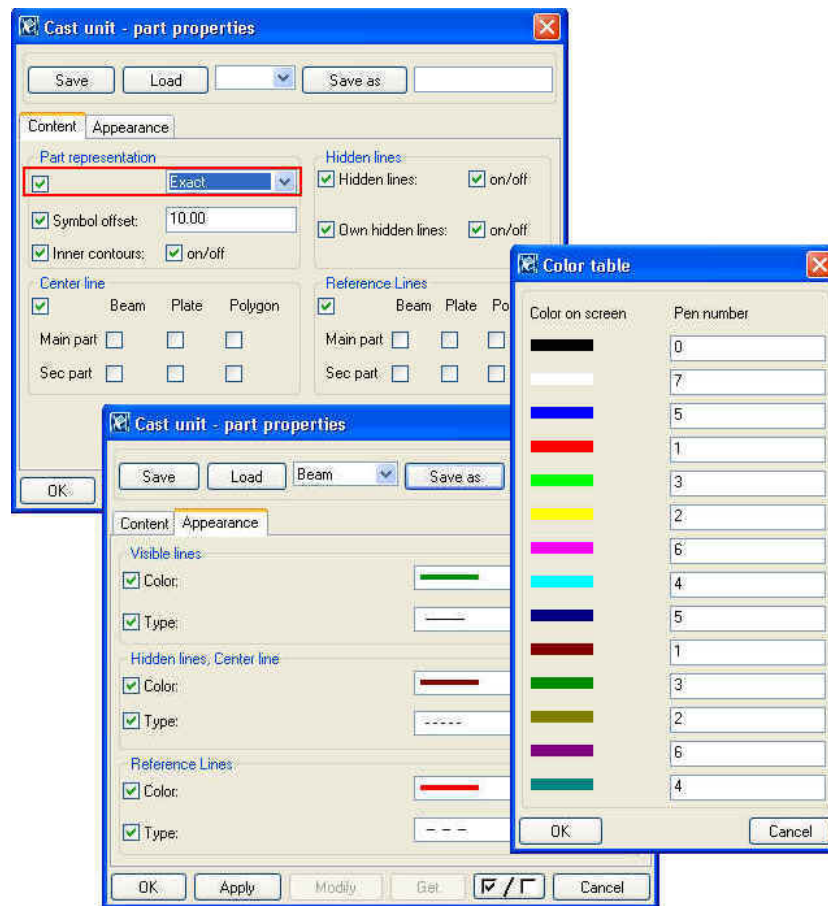 Cast unit - part properties
Save Load Save as
Content Appearance
Part representation
Exact
Symbol offset: 10.00
Inner contours: on/off
Hidden lines
Hidden lines: on/off
Own hidden lines: on/off
Center line
Beam Plate Polygon
Main part
Sec part
Reference Lines
Beam Plate Po
Main part
Sec part
OK
Cast unit - part properties
Save Load Beam Save as
Content Appearance
Visible lines
Color:
Type:
Hidden lines, Center line
Color:
Type:
Reference Lines
Color:
Type:
OK Apply Modify Get Cancel
Color table
Color on screen Pen number
0
7
5
1
3
2
6
4
5
1
3
2
6
4
OK Cancel